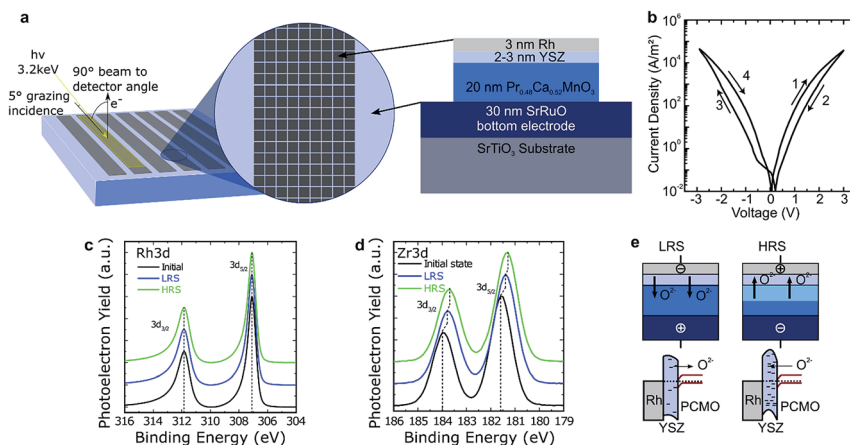 a
hν
3.2keV
90° beam to
detector angle
e⁻
5° grazing
incidence
3 nm Rh
2-3 nm YSZ
20 nm Pr₀.₄₈Ca₀.₅₂MnO₃
30 nm SrRuO
bottom electrode
SrTiO₃ Substrate
b
Current Density (A/m²)
10⁶
10⁴
10²
10⁰
10⁻²
-3 -2 -1 0 1 2 3
Voltage (V)
1
2
3
4
c
Rh3d
Initial
LRS
HRS
3d₅/₂
3d₃/₂
Photoelectron Yield (a.u.)
316 314 312 310 308 306 304
Binding Energy (eV)
d
Zr3d
Initial state
LRS
HRS
3d₅/₂
3d₃/₂
Photoelectron Yield (a.u.)
186 185 184 183 182 181 180 179
Binding Energy (eV)
e
LRS
HRS
O²⁻ O²⁻
O²⁻ O²⁻
O²⁻
O²⁻
Rh
PCMO
YSZ
Rh
PCMO
YSZ